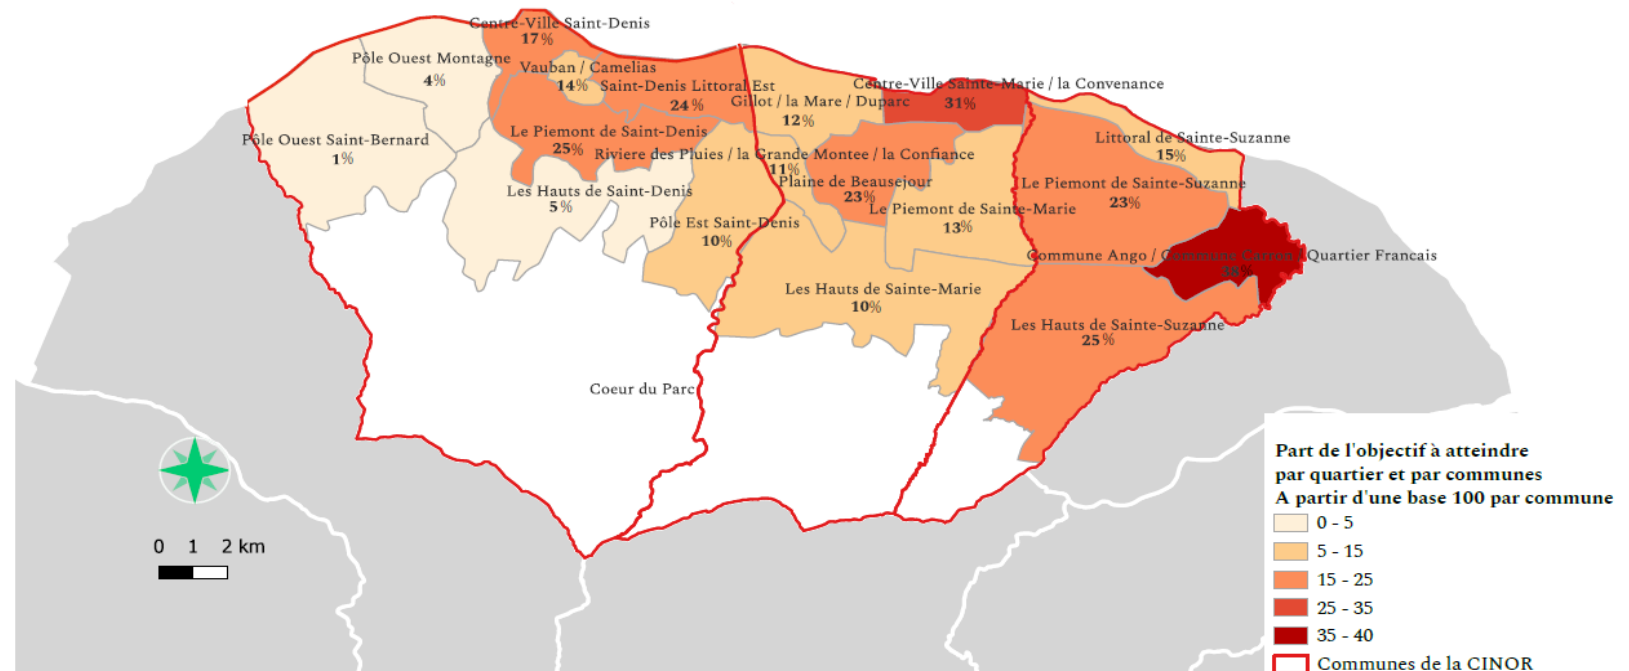 Centre-Ville Saint-Denis
17%
Pôle Ouest Montagne
4%
Vauban / Camelias
14%
Saint-Denis Littoral Est
24%
Centre-Ville Sainte-Marie / la Convenance
31%
Gillot / la Mare / Duparc
12%
Pôle Ouest Saint-Bernard
1%
Le Piemont de Saint-Denis
25%
Littoral de Sainte-Suzanne
15%
Riviere des Pluies / la Grande Montee / la Confiance
11%
Plaine de Beausejour
23%
Les Hauts de Saint-Denis
5%
Le Piemont de Sainte-Suzanne
23%
Le Piemont de Sainte-Marie
13%
Pôle Est Saint-Denis
10%
Commune Ango / Commune Carron / Quartier Francais
38%
Les Hauts de Sainte-Marie
10%
Les Hauts de Sainte-Suzanne
25%
Coeur du Parc
0 1 2 km
Part de l'objectif à atteindre
par quartier et par communes
A partir d'une base 100 par commune
0 - 5
5 - 15
15 - 25
25 - 35
35 - 40
Communes de la CINOR